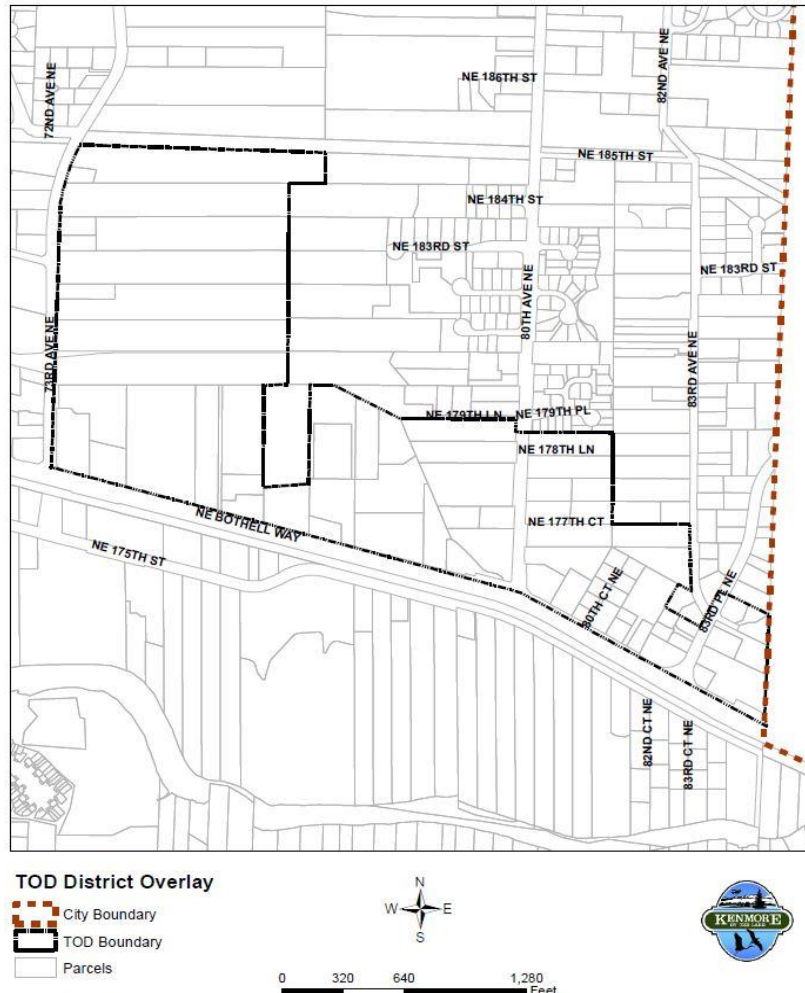 72ND AVE NE
82ND AVE NE
NE 186TH ST
NE 185TH ST
NE 184TH ST
NE 183RD ST
NE 183RD ST
80TH AVE NE
73RD AVE NE
83RD AVE NE
NE 179TH LN
NE 179TH PL
NE 178TH LN
NE 177TH CT
NE BOTHELL WAY
NE 175TH ST
80TH CT NE
83RD PL NE
82ND CT NE
83RD CT NE
TOD District Overlay
City Boundary
TOD Boundary
Parcels
N
W E
S
0 320 640 1,280
Feet
KENMORE
BY THE LAKE